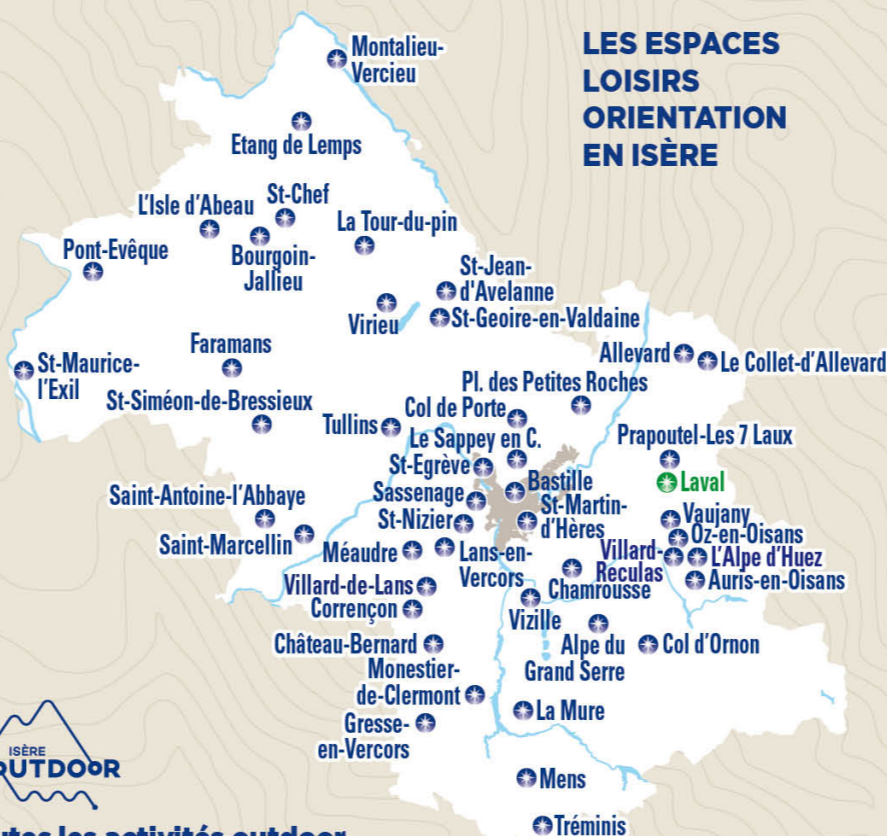 LES ESPACES
LOISIRS
ORIENTATION
EN ISÈRE
Montalieu-
Vercieu
Etang de Lemps
L'Isle d'Abeau
St-Chef
Bourgoin-
Jallieu
La Tour-du-pin
Pont-Evêque
St-Jean-
d'Avelanne
Virieu
St-Geoire-en-Valdaine
Faramans
St-Maurice-
l'Exil
Allevard
Le Collet-d'Allevard
Pl. des Petites Roches
St-Siméon-de-Bressieux
Tullins
Col de Porte
Le Sappey en C.
Prapoutel-Les 7 Laux
St-Egrève
Laval
Bastille
Sassenage
Saint-Antoine-l'Abbaye
St-Martin-
d'Hères
Vaujany
St-Nizier
Oz-en-Oisans
Saint-Marcellin
Méaudre
Lans-en-
Vercors
Villard-
Reculas
L'Alpe d'Huez
Chamrousse
Auris-en-Oisans
Villard-de-Lans
Corrençon
Vizille
Château-Bernard
Alpe du
Grand Serre
Col d'Ornon
Monestier-
de-Clermont
La Mure
Gresse-
en-Vercors
ISÈRE
OUTDOOR
Mens
Tréminis
les activités outdoor